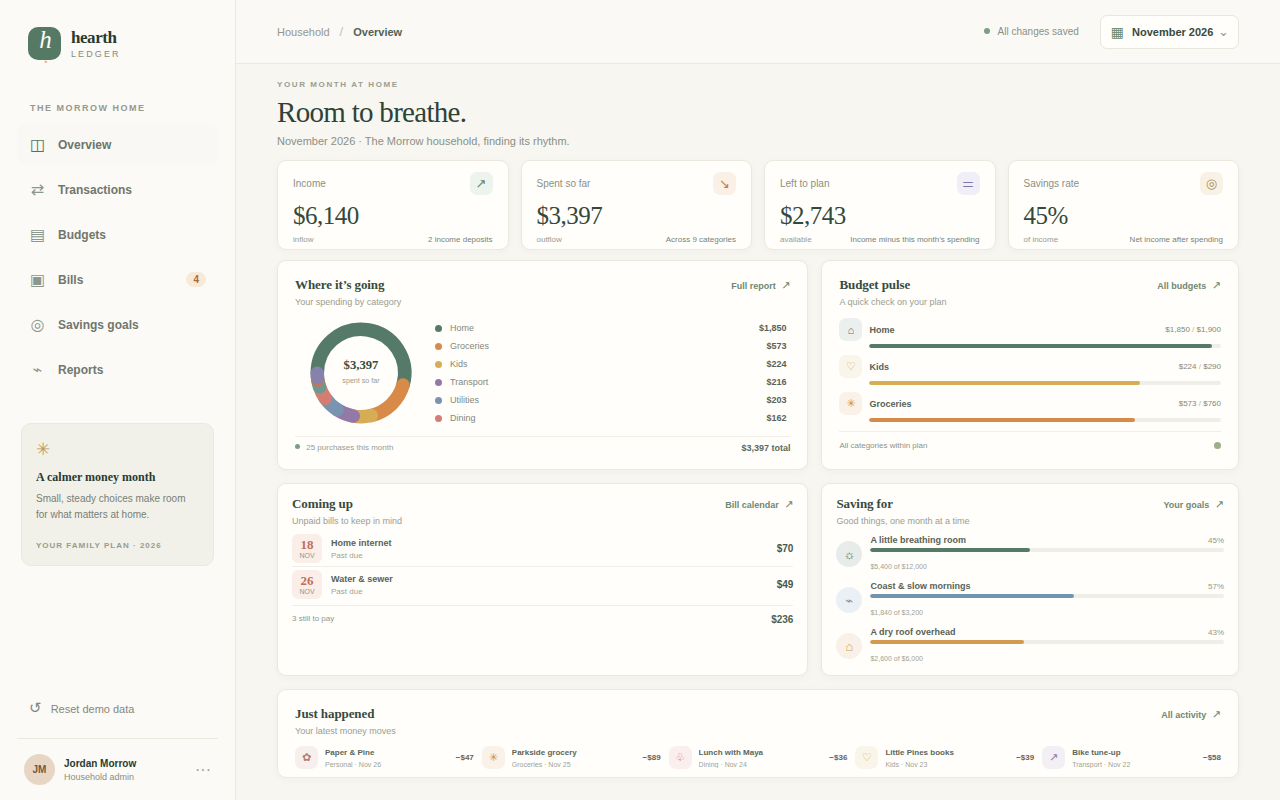 h
hearth
LEDGER
THE MORROW HOME
Overview
Transactions
Budgets
Bills
4
Savings goals
Reports
A calmer money month
Small, steady choices make room
for what matters at home.
YOUR FAMILY PLAN · 2026
Reset demo data
JM
Jordan Morrow
Household admin
Household / Overview
All changes saved
November 2026
YOUR MONTH AT HOME
Room to breathe.
November 2026 · The Morrow household, finding its rhythm.
Income
$6,140
inflow
2 income deposits
Spent so far
$3,397
outflow
Across 9 categories
Left to plan
$2,743
available
Income minus this month's spending
Savings rate
45%
of income
Net income after spending
Where it’s going
Full report ↗
Your spending by category
$3,397
spent so far
Home $1,850
Groceries $573
Kids $224
Transport $216
Utilities $203
Dining $162
25 purchases this month
$3,397 total
Budget pulse
All budgets ↗
A quick check on your plan
Home
$1,850 / $1,900
Kids
$224 / $290
Groceries
$573 / $760
All categories within plan
Coming up
Bill calendar ↗
Unpaid bills to keep in mind
18
NOV
Home internet
Past due
$70
26
NOV
Water & sewer
Past due
$49
3 still to pay
$236
Saving for
Your goals ↗
Good things, one month at a time
A little breathing room
45%
$5,400 of $12,000
Coast & slow mornings
57%
$1,840 of $3,200
A dry roof overhead
43%
$2,600 of $6,000
Just happened
All activity ↗
Your latest money moves
Paper & Pine
Personal · Nov 26
−$47
Parkside grocery
Groceries · Nov 25
−$89
Lunch with Maya
Dining · Nov 24
−$36
Little Pines books
Kids · Nov 23
−$39
Bike tune-up
Transport · Nov 22
−$58